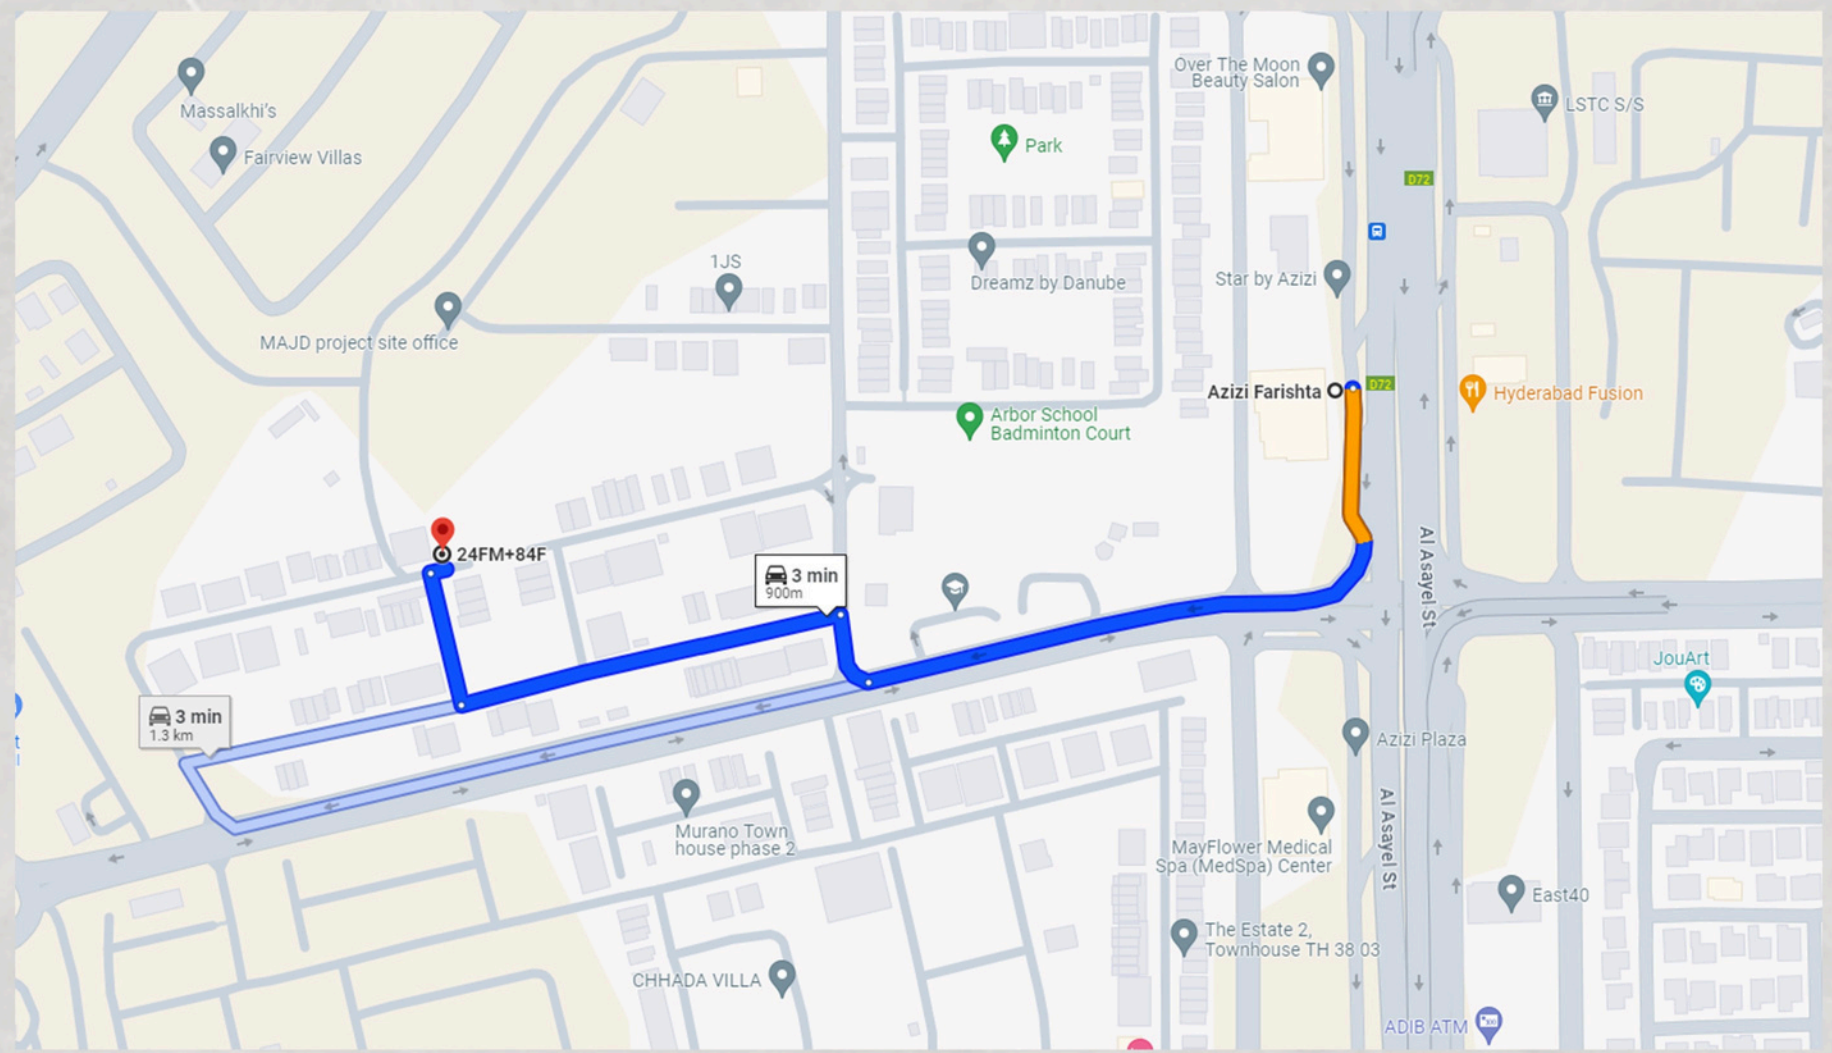 Massalkhi's
Fairview Villas
Over The Moon
Beauty Salon
LSTC S/S
Park
D72
1JS
Dreamz by Danube
Star by Azizi
MAJD project site office
Azizi Farishta
D72
Hyderabad Fusion
Arbor School
Badminton Court
24FM+84F
3 min
900m
Al Asayel St
JouArt
3 min
1.3 km
Azizi Plaza
Murano Town
house phase 2
Al Asayel St
MayFlower Medical
Spa (MedSpa) Center
East40
The Estate 2,
Townhouse TH 38 03
CHHADA VILLA
ADIB ATM